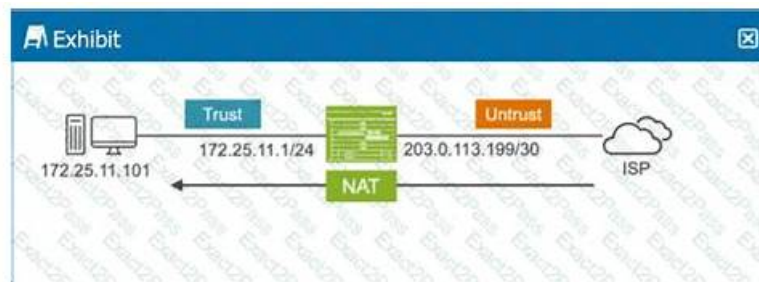 Exhibit
Trust
Untrust
172.25.11.1/24
203.0.113.199/30
172.25.11.101
ISP
NAT
Exact2Pass